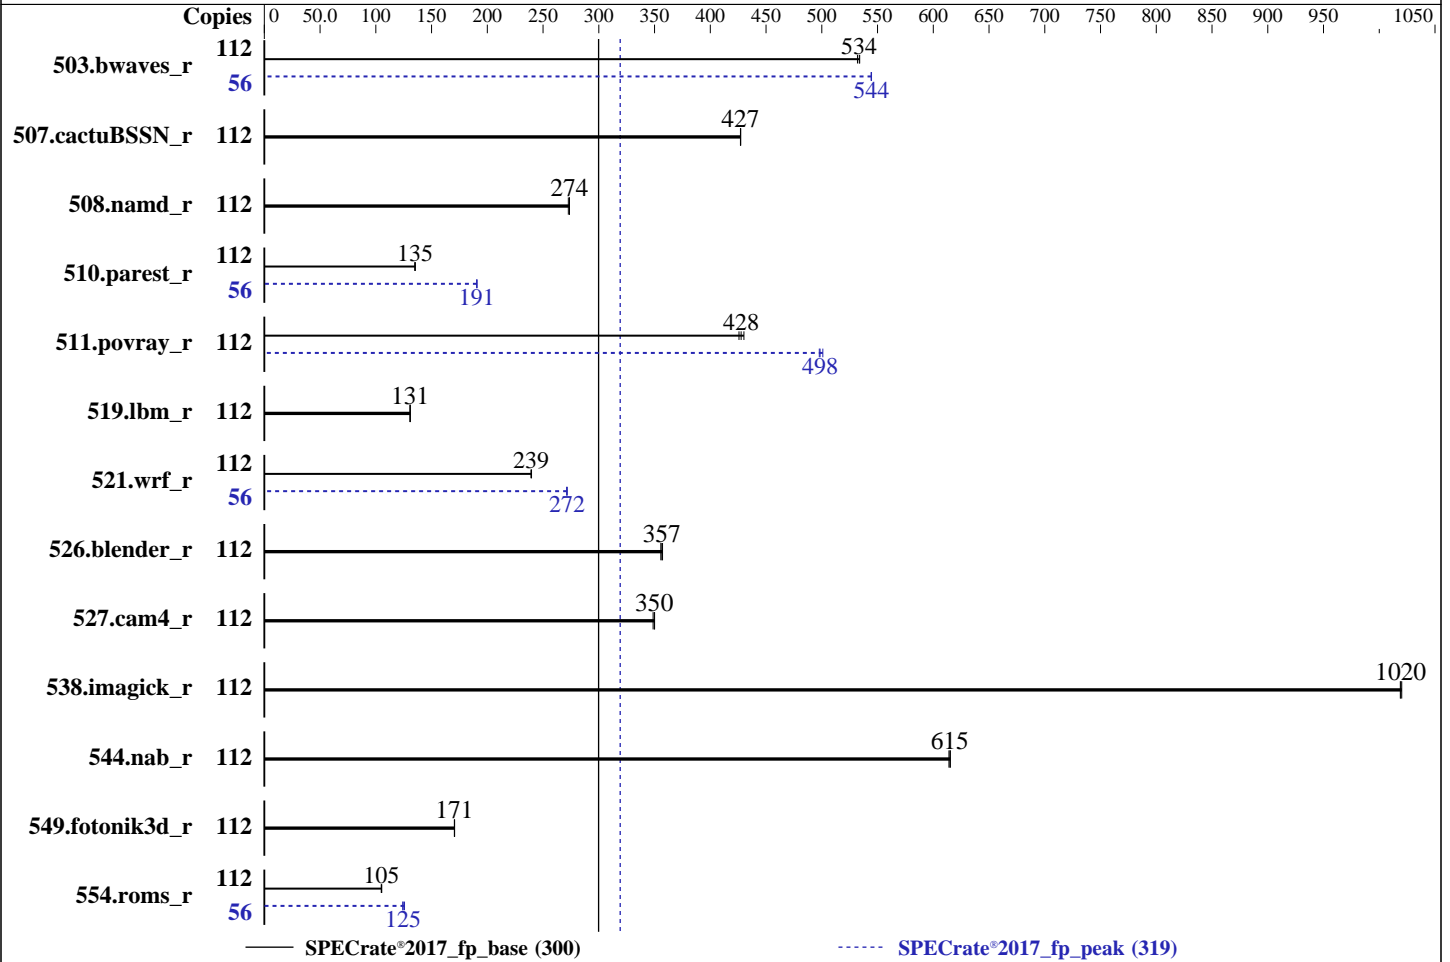 Copies 0 50.0 100 150 200 250 300 350 400 450 500 550 600 650 700 750 800 850 900 950 1050
503.bwaves_r 112 534
56 544
507.cactuBSSN_r 112 427
508.namd_r 112 274
510.parest_r 112 135
56 191
511.povray_r 112 428
498
519.lbm_r 112 131
521.wrf_r 112 239
56 272
526.blender_r 112 357
527.cam4_r 112 350
538.imagick_r 112 1020
544.nab_r 112 615
549.fotonik3d_r 112 171
554.roms_r 112 105
56 125
SPECrate®2017_fp_base (300) SPECrate®2017_fp_peak (319)